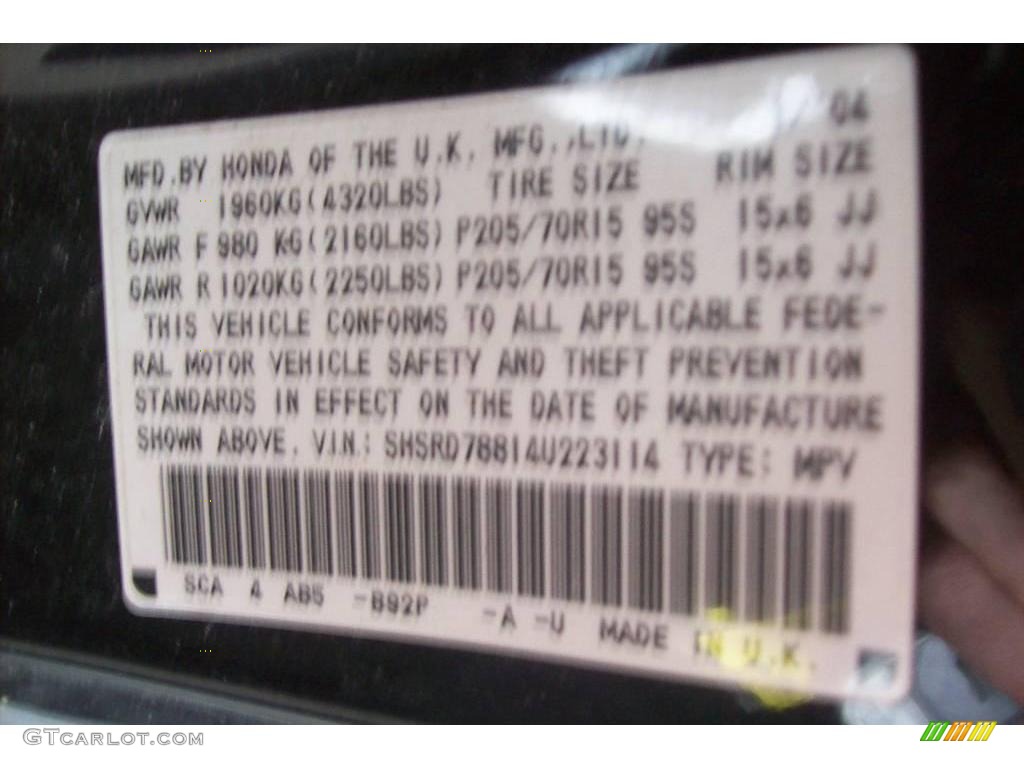 04
MFD.BY HONDA OF THE U.K. MFG.,LTD.
GVWR 1960KG(4320LBS) TIRE SIZE RIM SIZE
GAWR F 980 KG(2160LBS) P205/70R15 95S 15x6 JJ
GAWR R 1020KG(2250LBS) P205/70R15 95S 15x6 JJ
THIS VEHICLE CONFORMS TO ALL APPLICABLE FEDE-
RAL MOTOR VEHICLE SAFETY AND THEFT PREVENTION
STANDARDS IN EFFECT ON THE DATE OF MANUFACTURE
SHOWN ABOVE. V.I.N.: SHSRD78814U223114 TYPE: MPV
SCA 4 AB5 -B92P -A -U MADE IN U.K.
GTCARLOT.COM